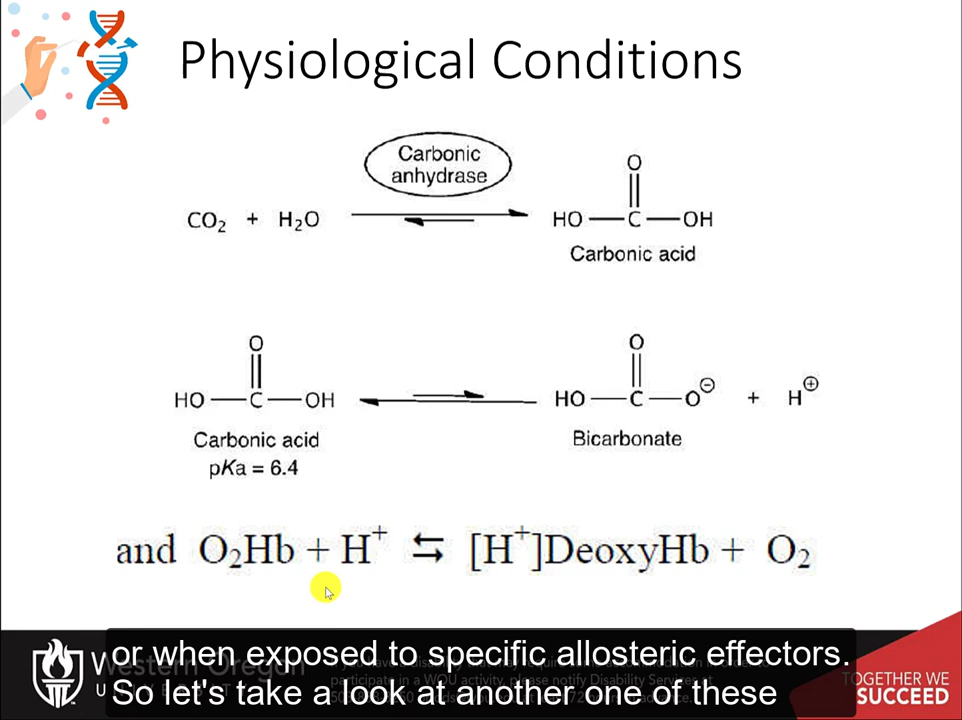 Physiological Conditions
Carbonic
anhydrase
O
CO₂ + H₂O
HO — C — OH
Carbonic acid
O
O
HO — C — OH
HO — C — O⊖ + H⊕
Carbonic acid
Bicarbonate
pKa = 6.4
and O₂Hb + H⁺ ⇆ [H⁺]DeoxyHb + O₂
or when exposed to specific allosteric effectors.
So let's take a look at another one of these
TOGETHER WE
SUCCEED